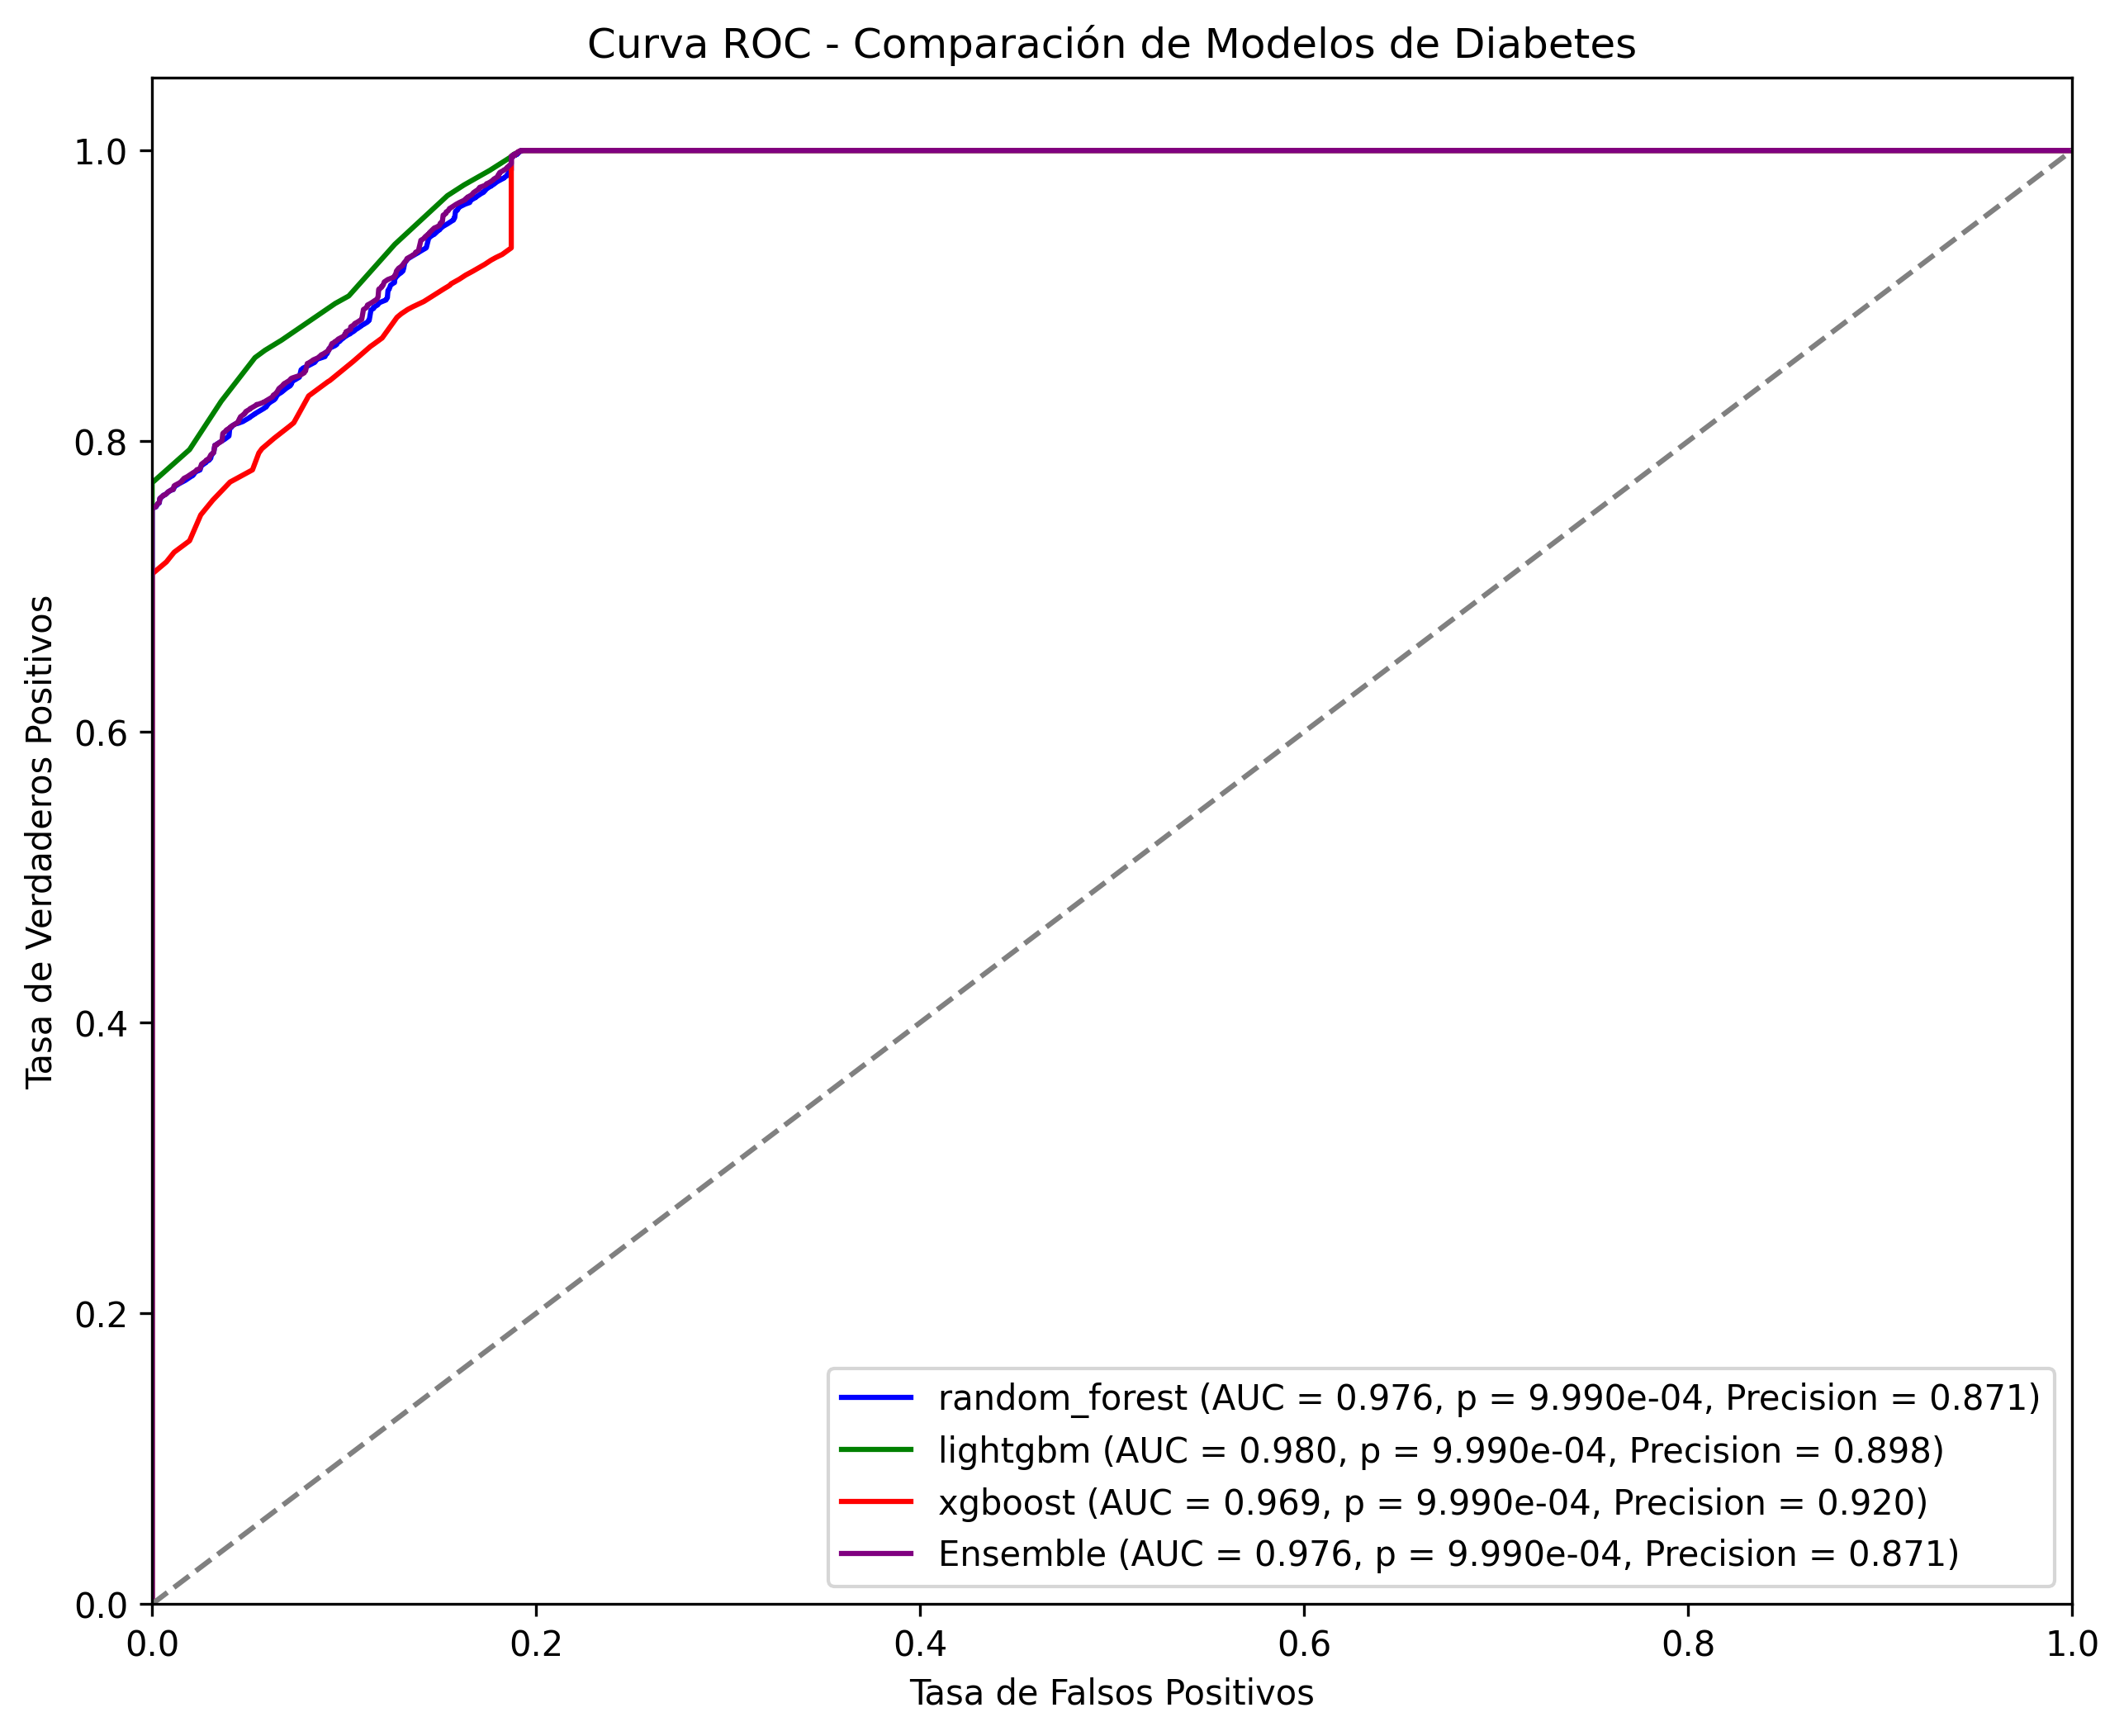 Curva ROC - Comparación de Modelos de Diabetes
Tasa de Verdaderos Positivos
1.0
0.8
0.6
0.4
0.2
0.0
random_forest (AUC = 0.976, p = 9.990e-04, Precision = 0.871)
lightgbm (AUC = 0.980, p = 9.990e-04, Precision = 0.898)
xgboost (AUC = 0.969, p = 9.990e-04, Precision = 0.920)
Ensemble (AUC = 0.976, p = 9.990e-04, Precision = 0.871)
0.0 0.2 0.4 0.6 0.8 1.0
Tasa de Falsos Positivos